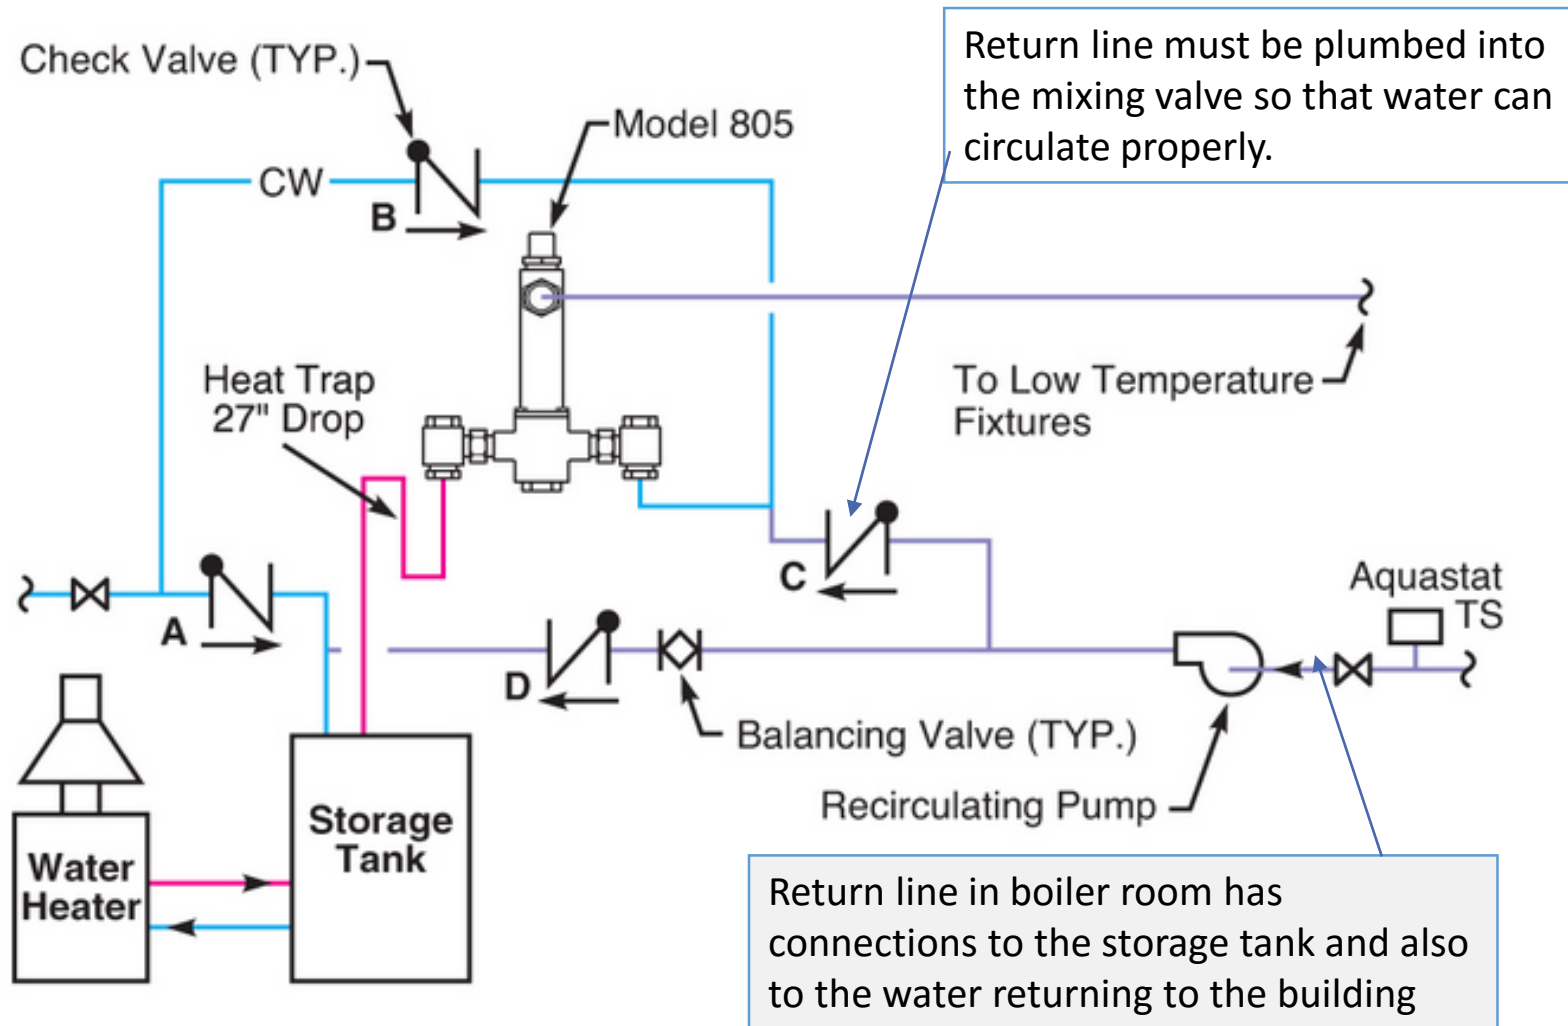 Return line must be plumbed into
the mixing valve so that water can
circulate properly.
Check Valve (TYP.)
Model 805
CW
B
To Low Temperature
Fixtures
Heat Trap
27" Drop
C
Aquastat
TS
A
D
Balancing Valve (TYP.)
Recirculating Pump
Storage
Tank
Water
Heater
Return line in boiler room has
connections to the storage tank and also
to the water returning to the building